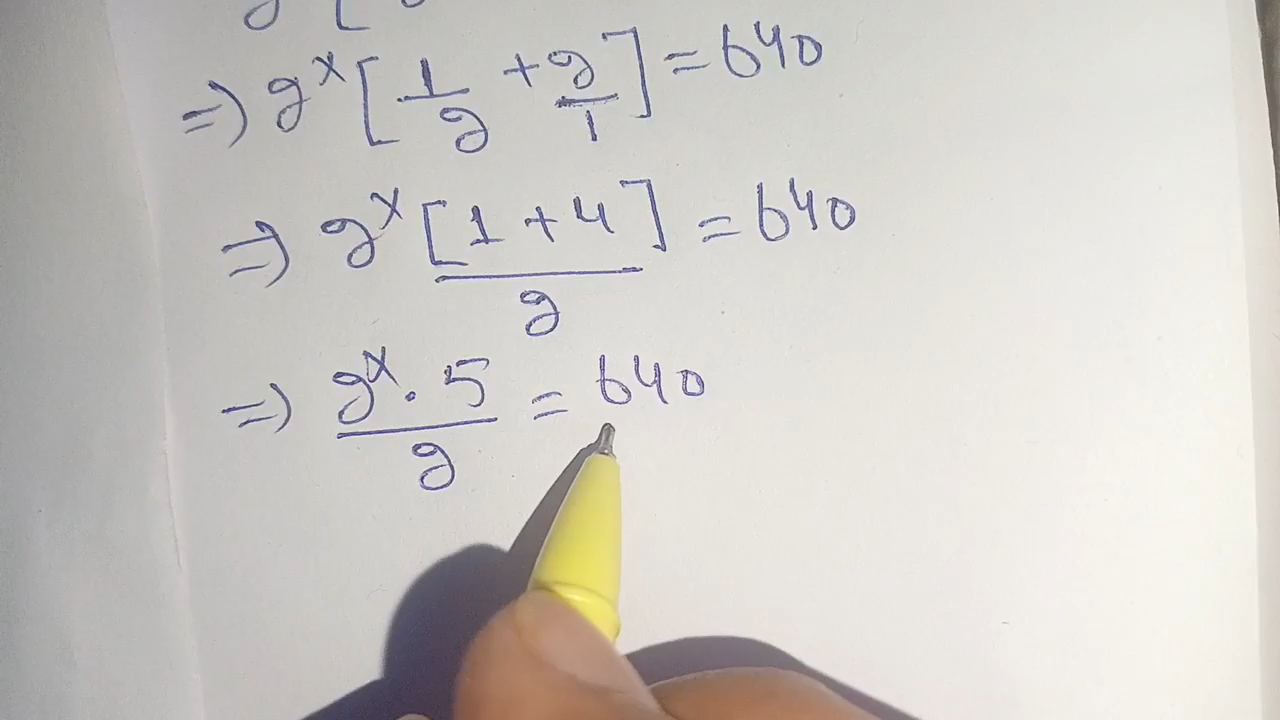 ⇒ 2^x [ 1/2 + 2/1 ] = 640
⇒ 2^x [1 + 4]/2 = 640
⇒ 2^x · 5/2 = 640